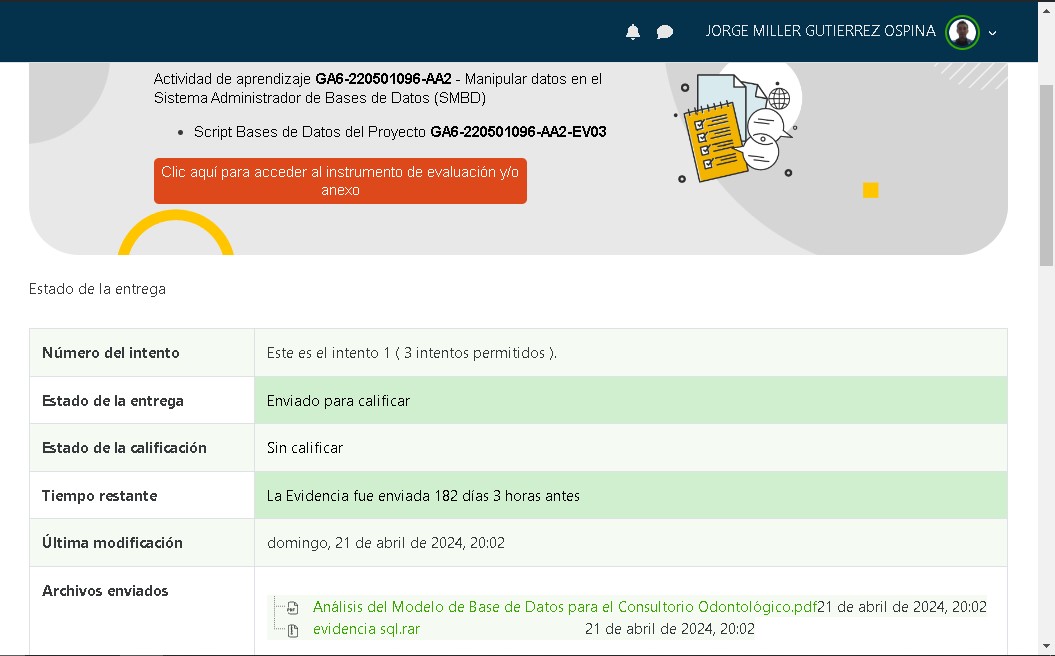 JORGE MILLER GUTIERREZ OSPINA
Actividad de aprendizaje GA6-220501096-AA2 - Manipular datos en el
Sistema Administrador de Bases de Datos (SMBD)
• Script Bases de Datos del Proyecto GA6-220501096-AA2-EV03
Clic aquí para acceder al instrumento de evaluación y/o
anexo
Estado de la entrega
Número del intento Este es el intento 1 ( 3 intentos permitidos ).
Estado de la entrega Enviado para calificar
Estado de la calificación Sin calificar
Tiempo restante La Evidencia fue enviada 182 días 3 horas antes
Última modificación domingo, 21 de abril de 2024, 20:02
Archivos enviados
Análisis del Modelo de Base de Datos para el Consultorio Odontológico.pdf21 de abril de 2024, 20:02
evidencia sql.rar 21 de abril de 2024, 20:02